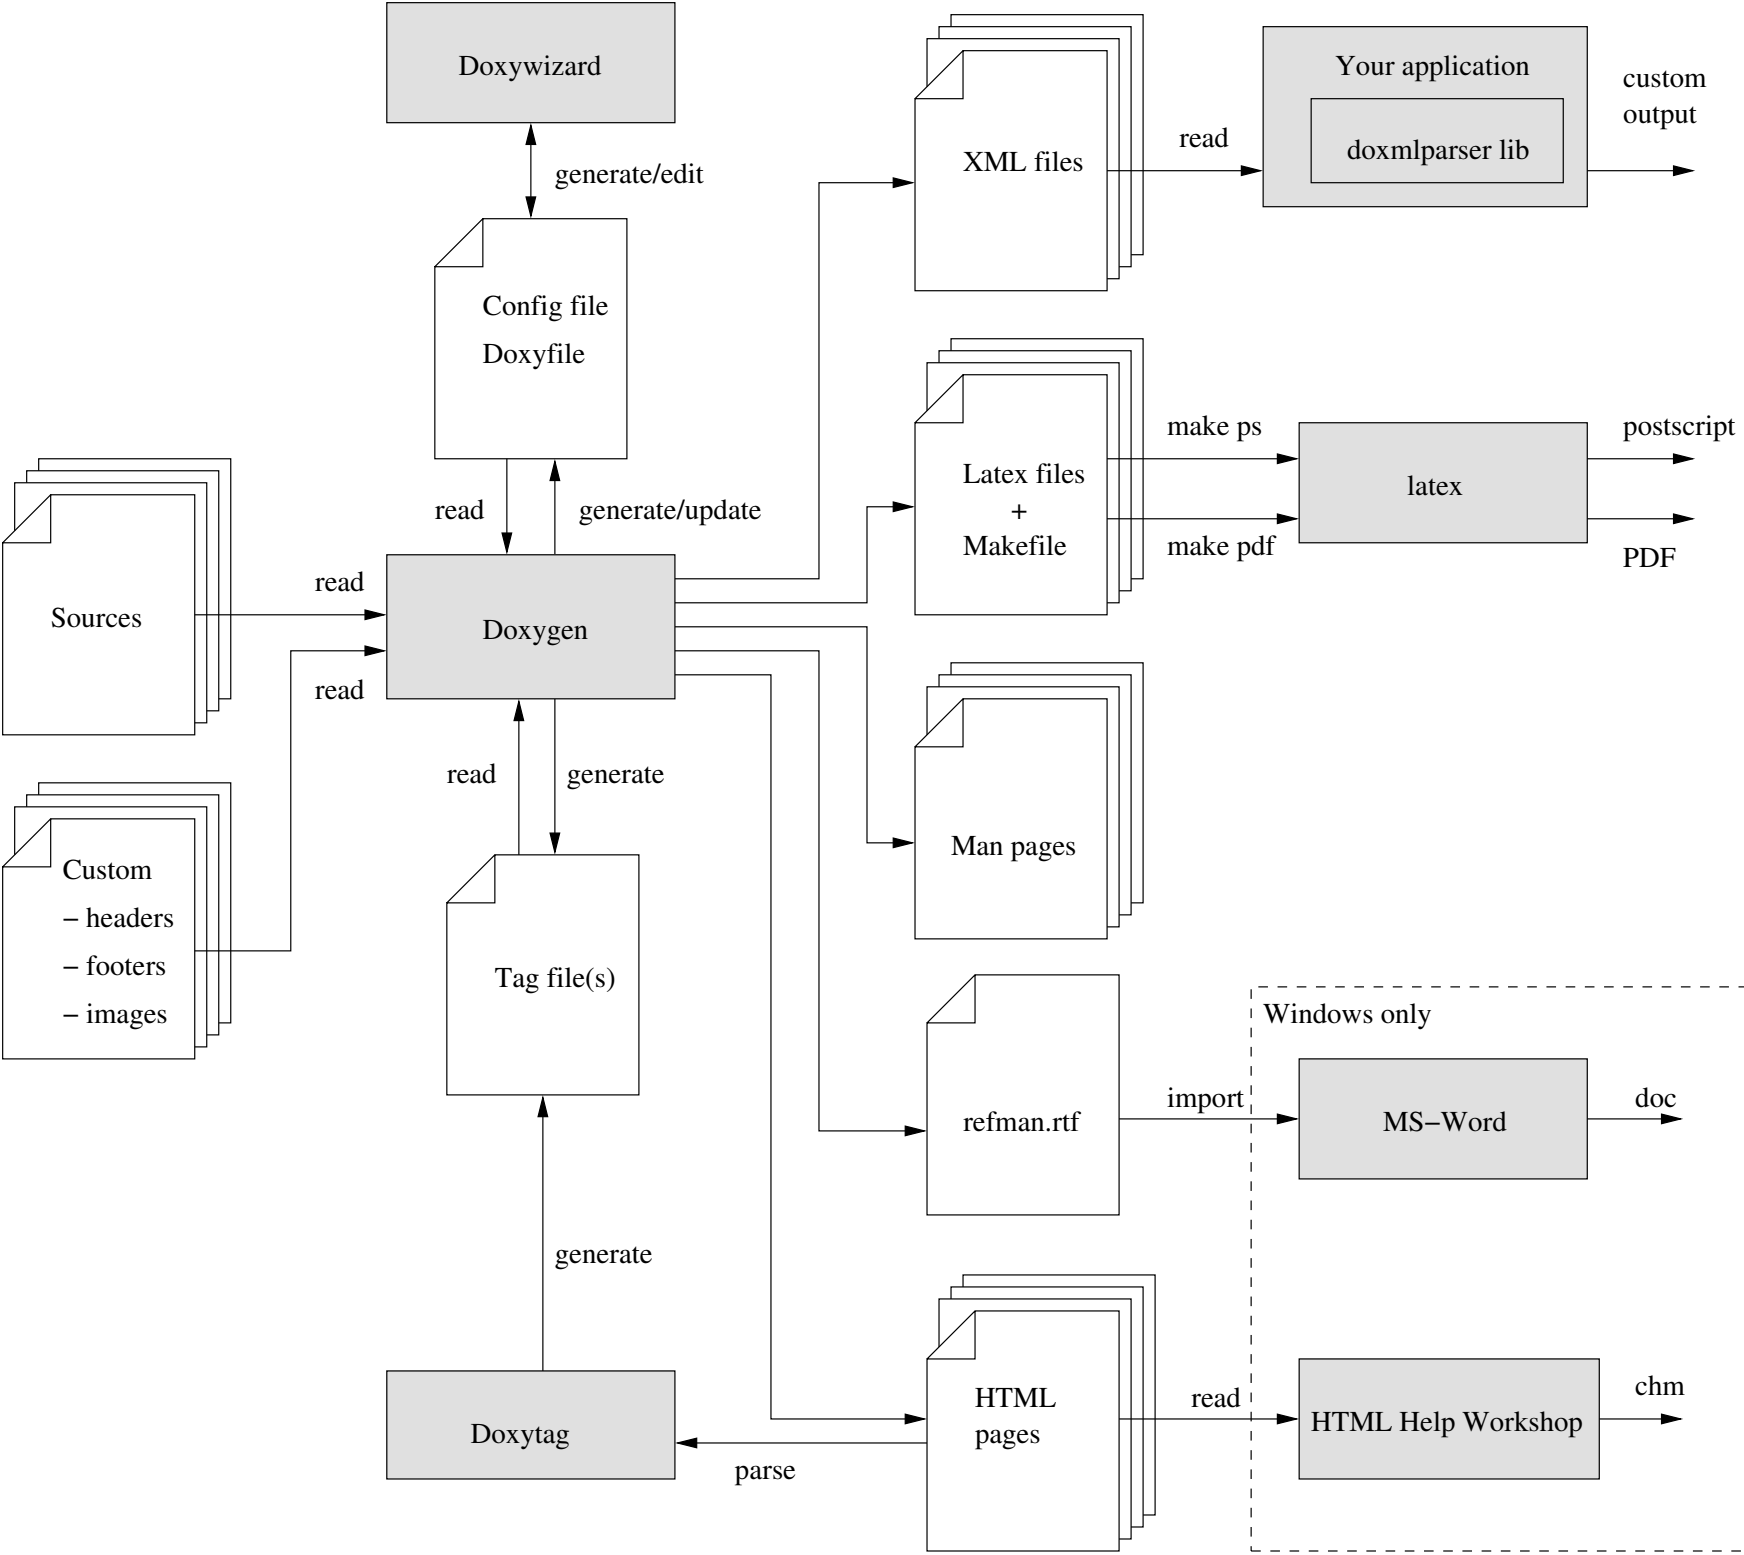 Doxywizard
generate/edit
Config file
Doxyfile
read
generate/update
Sources
read
Doxygen
read
Custom
– headers
– footers
– images
read
generate
Tag file(s)
generate
Doxytag
parse
XML files
read
Your application
doxmlparser lib
custom
output
Latex files
+
Makefile
make ps
make pdf
latex
postscript
PDF
Man pages
refman.rtf
import
Windows only
MS–Word
doc
HTML
pages
read
HTML Help Workshop
chm